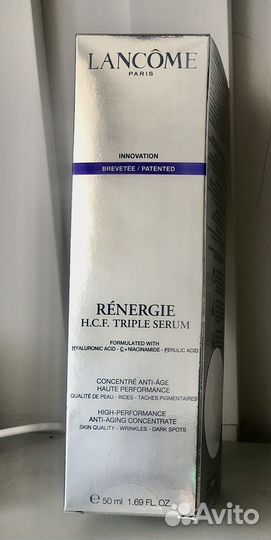 LANCÔME
PARIS
INNOVATION
BREVETÉE / PATENTED
RÉNERGIE
H.C.F. TRIPLE SERUM
FORMULATED WITH
HYALURONIC ACID - C + NIACINAMIDE - FERULIC ACID
CONCENTRÉ ANTI-ÂGE
HAUTE PERFORMANCE
QUALITÉ DE PEAU - RIDES - TACHES PIGMENTAIRES
HIGH-PERFORMANCE
ANTI-AGING CONCENTRATE
SKIN QUALITY - WRINKLES - DARK SPOTS
℮ 50 ml 1.69 FL. OZ.
Avito